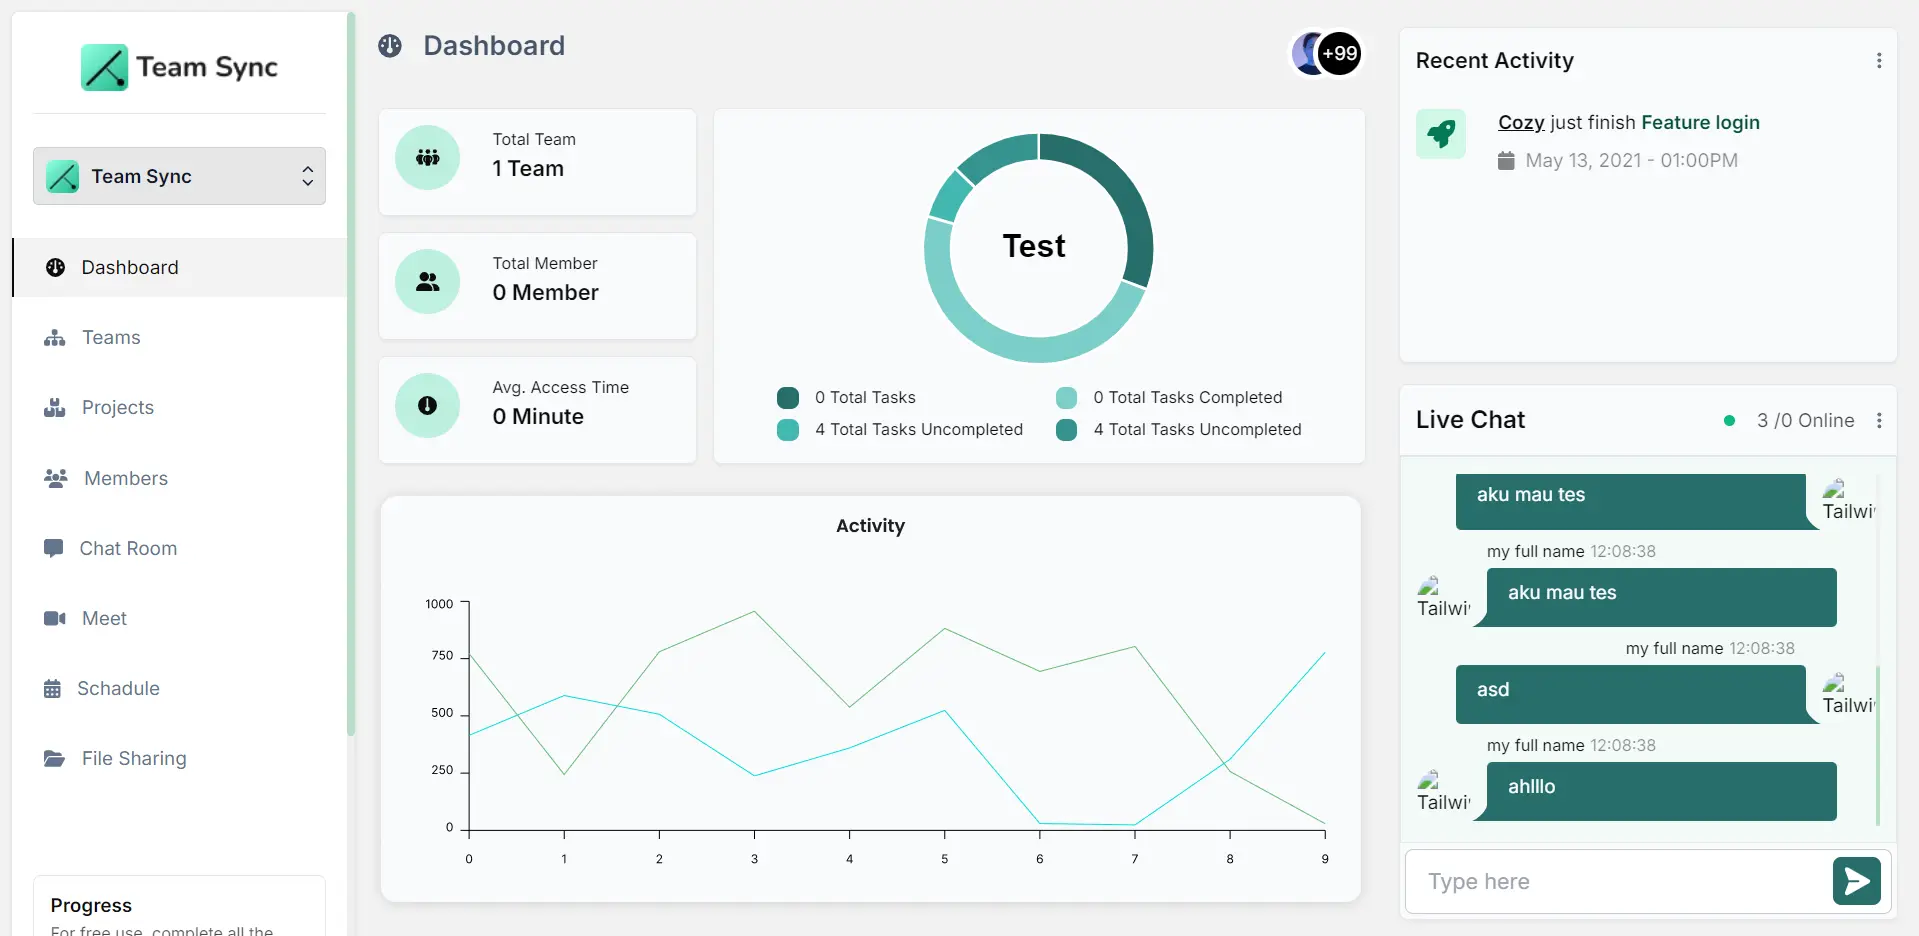 Team Sync
Team Sync
Dashboard
Teams
Projects
Members
Chat Room
Meet
Schadule
File Sharing
Progress
For free use, complete all the
Dashboard
+99
Total Team
1 Team
Total Member
0 Member
Avg. Access Time
0 Minute
Test
0 Total Tasks
0 Total Tasks Completed
4 Total Tasks Uncompleted
4 Total Tasks Uncompleted
Activity
1000
750
500
250
0
0 1 2 3 4 5 6 7 8 9
Recent Activity
Cozy just finish Feature login
May 13, 2021 - 01:00PM
Live Chat
3 /0 Online
aku mau tes
Tailwi
my full name 12:08:38
aku mau tes
Tailwi
my full name 12:08:38
asd
Tailwi
my full name 12:08:38
ahlllo
Tailwi
Type here